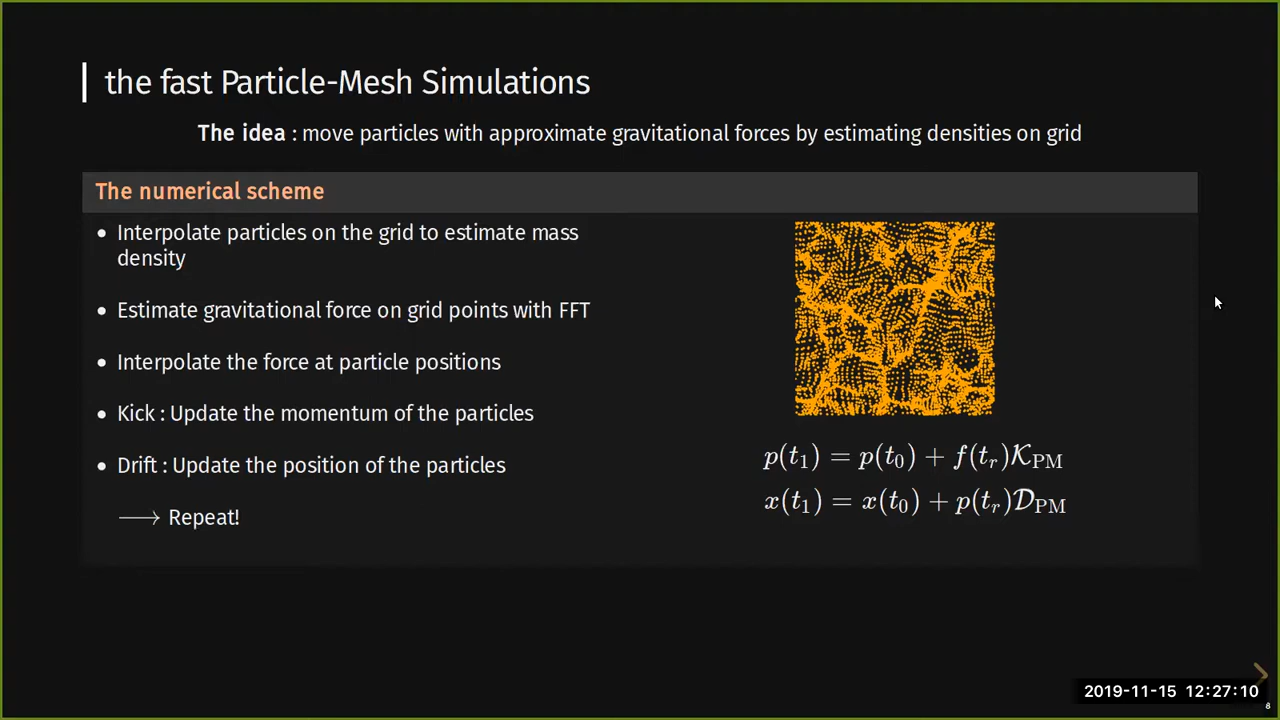 the fast Particle-Mesh Simulations
The idea : move particles with approximate gravitational forces by estimating densities on grid
The numerical scheme
• Interpolate particles on the grid to estimate mass
density
• Estimate gravitational force on grid points with FFT
• Interpolate the force at particle positions
• Kick : Update the momentum of the particles
• Drift : Update the position of the particles
⟶ Repeat!
p(t₁) = p(t₀) + f(tᵣ)𝒦_PM
x(t₁) = x(t₀) + p(tᵣ)𝒟_PM
2019-11-15 12:27:10
8